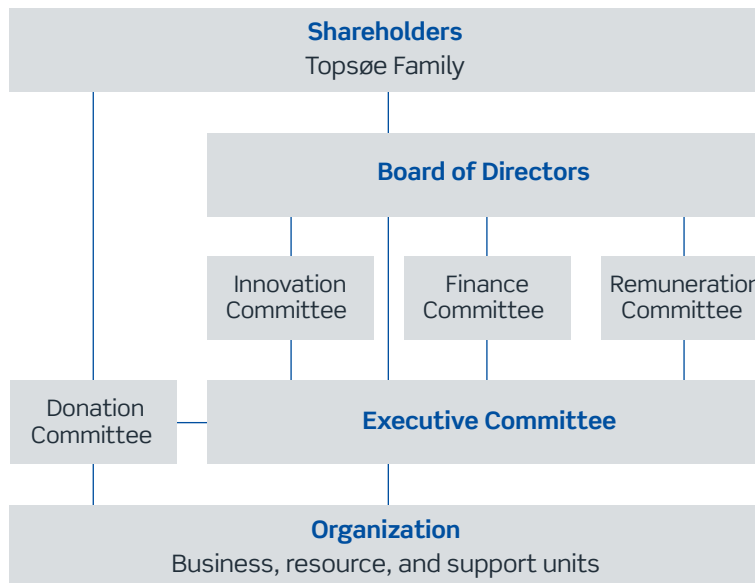 Shareholders
Topsøe Family
Board of Directors
Innovation
Committee
Finance
Committee
Remuneration
Committee
Donation
Committee
Executive Committee
Organization
Business, resource, and support units